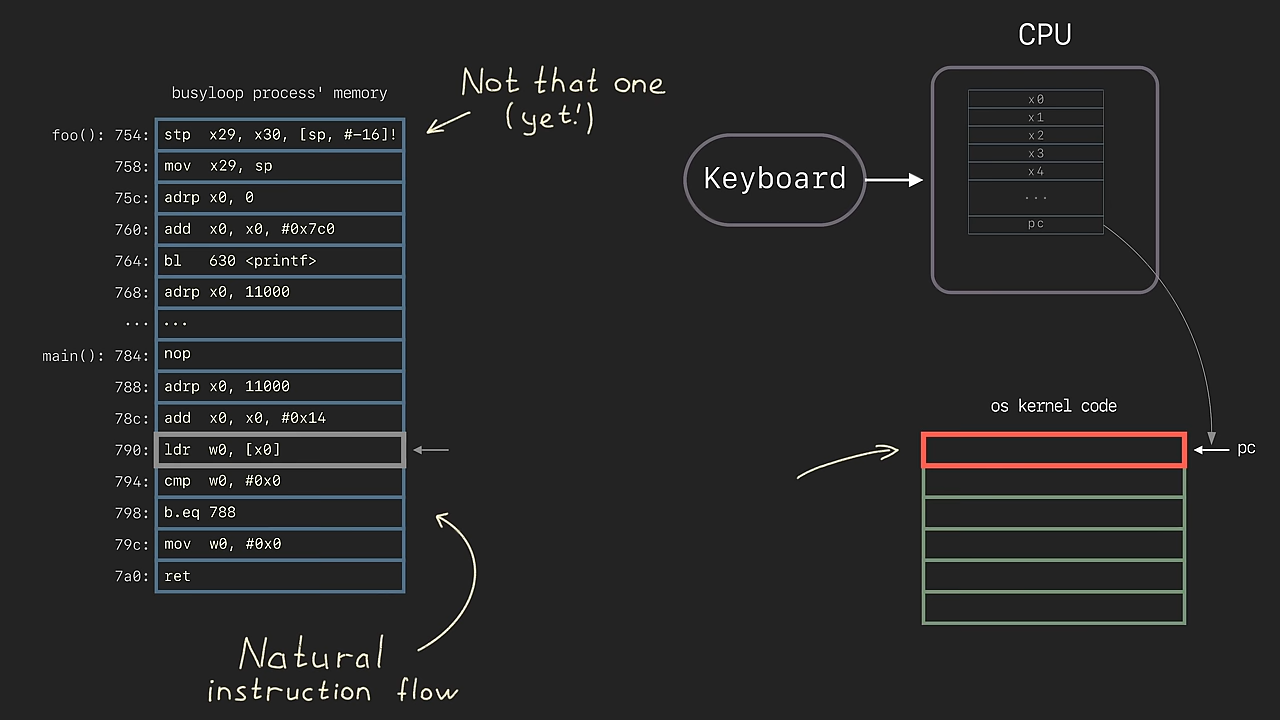 CPU
Not that one
(yet!)
busyloop process' memory
foo(): 754: stp x29, x30, [sp, #-16]!
758: mov x29, sp
75c: adrp x0, 0
760: add x0, x0, #0x7c0
764: bl 630 <printf>
768: adrp x0, 11000
... ...
main(): 784: nop
788: adrp x0, 11000
78c: add x0, x0, #0x14
790: ldr w0, [x0]
794: cmp w0, #0x0
798: b.eq 788
79c: mov w0, #0x0
7a0: ret
Natural
instruction flow
Keyboard
x0
x1
x2
x3
x4
...
pc
os kernel code
pc